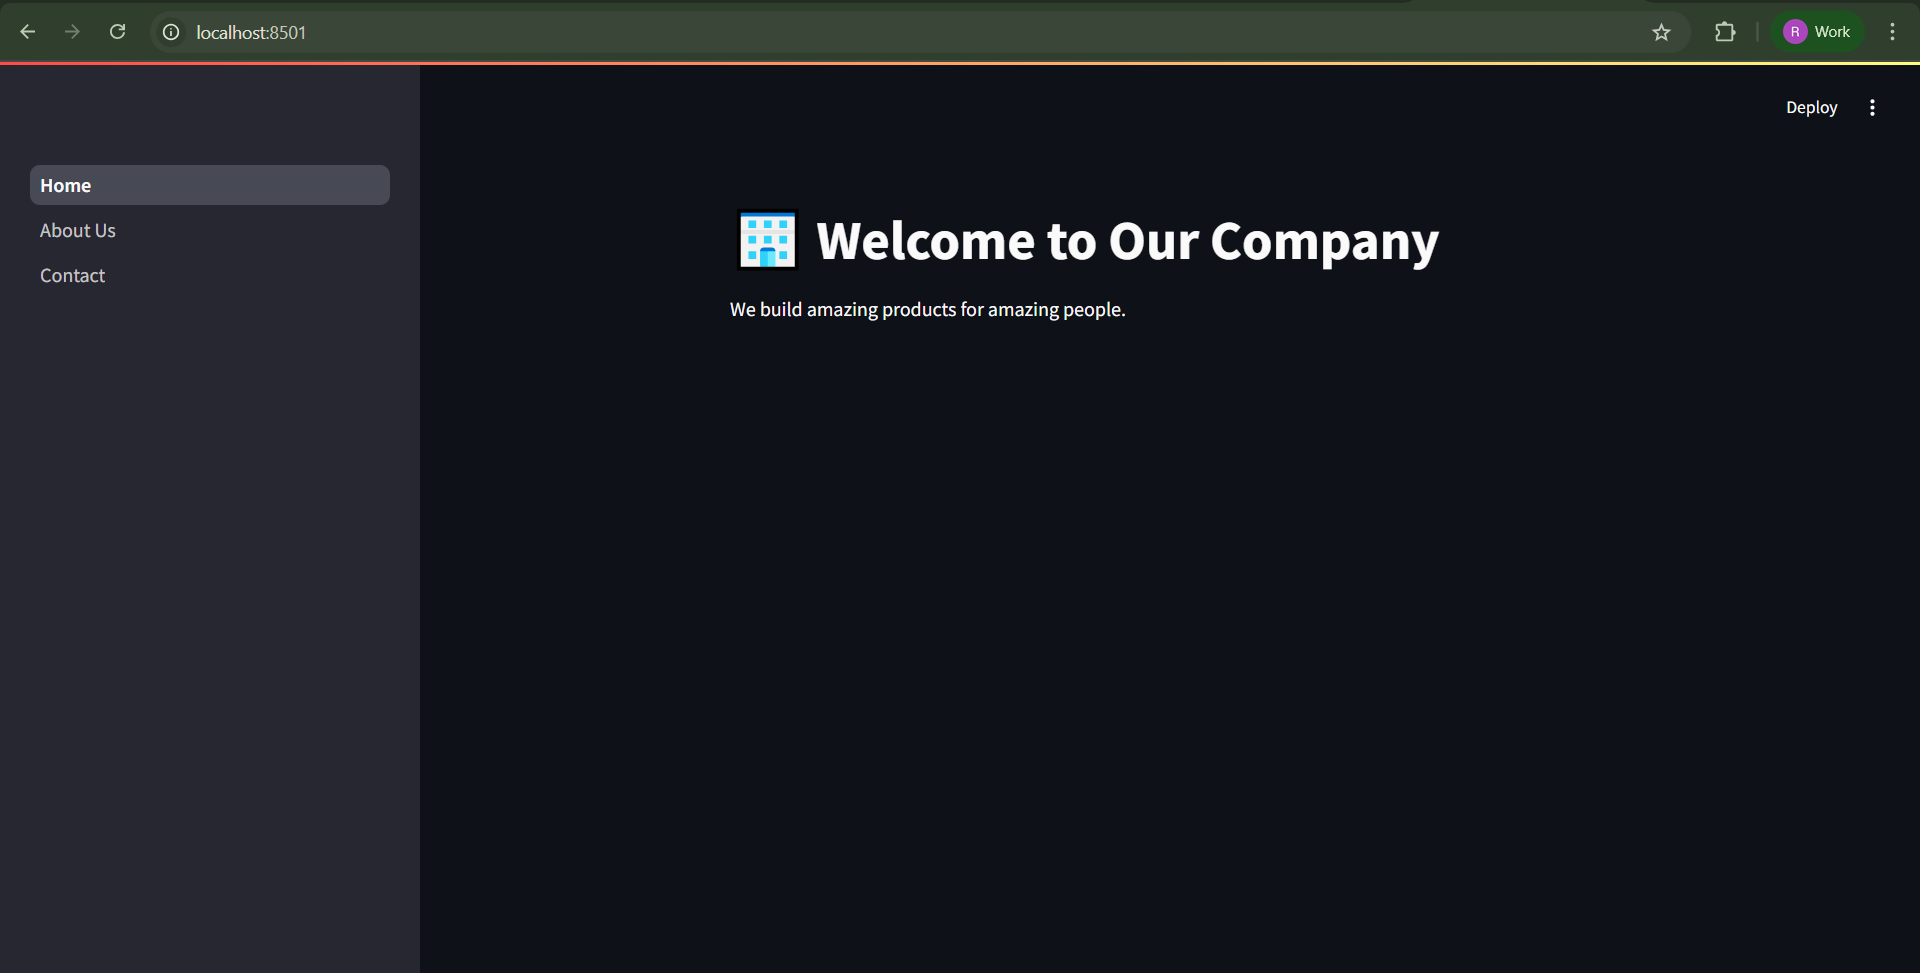 localhost:8501
R Work
Deploy
Home
About Us
Contact
Welcome to Our Company
We build amazing products for amazing people.